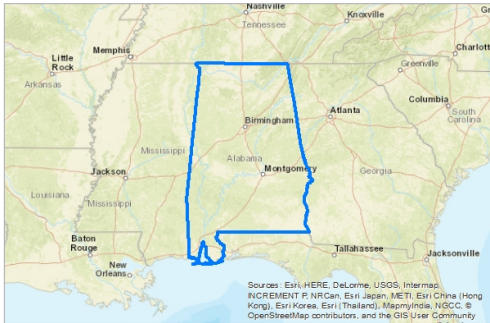 Nashville
Knoxville
Tennessee
Memphis
Charlott
Little
Rock
Greenville
Arkansas
Columbia
South
Carolina
Atlanta
Birmingham
Mississippi
Alabama
Jackson
Montgomery
Georgia
Louisiana
Mississippi
Baton
Rouge
New
Orleans
Tallahassee
Jacksonville
Sources: Esri, HERE, DeLorme, USGS, Intermap,
INCREMENT P, NRCan, Esri Japan, METI, Esri China (Hong
Kong), Esri Korea, Esri (Thailand), MapmyIndia, NGCC, ©
OpenStreetMap contributors, and the GIS User Community